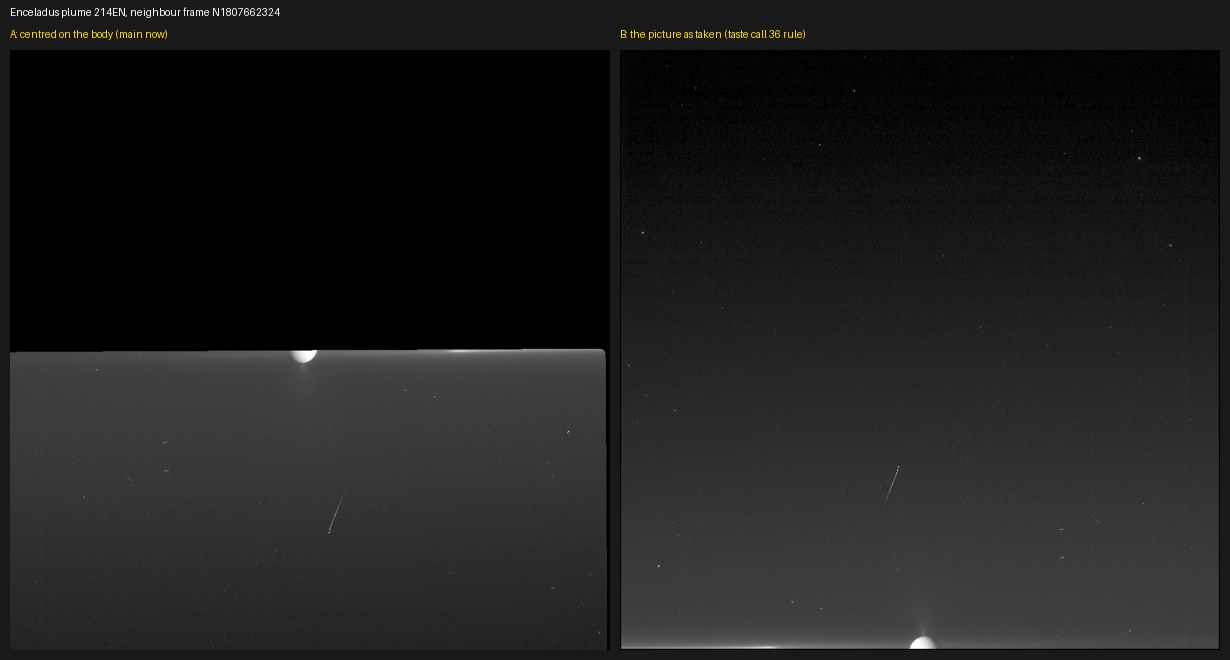 Enceladus plume 214EN, neighbour frame N1807662324
A: centred on the body (main now)
B: the picture as taken (taste call 36 rule)